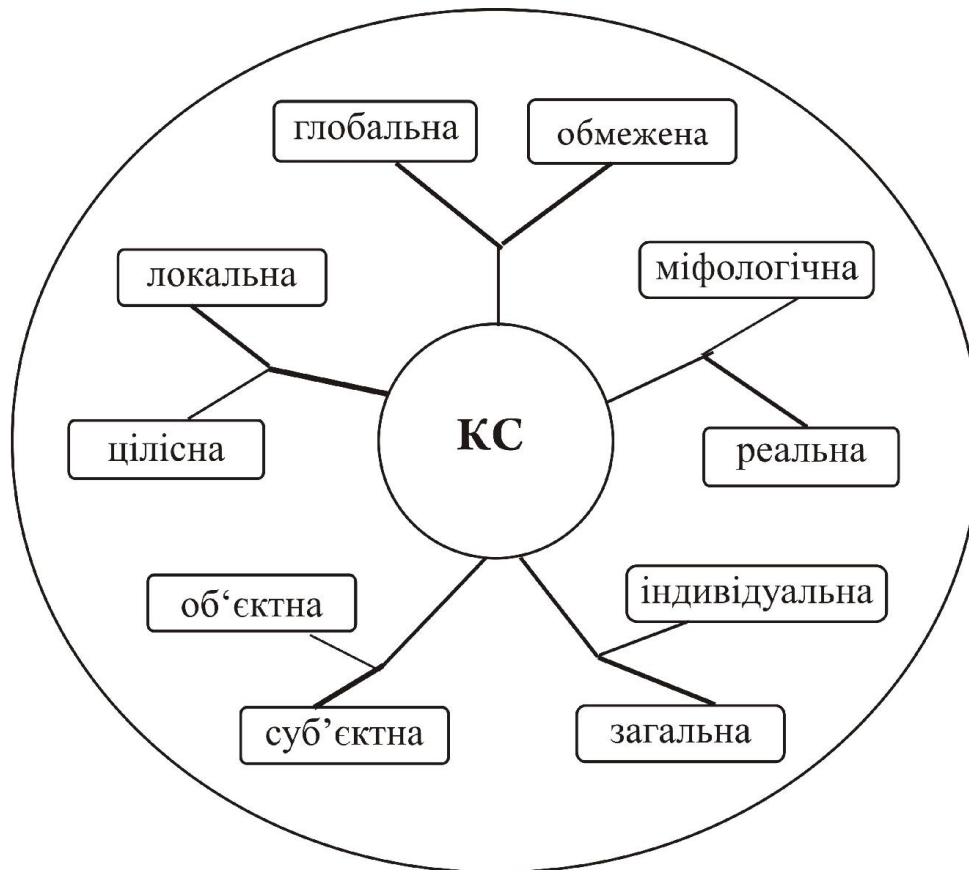 глобальна
обмежена
локальна
міфологічна
цілісна
КС
реальна
об‘єктна
індивідуальна
суб’єктна
загальна